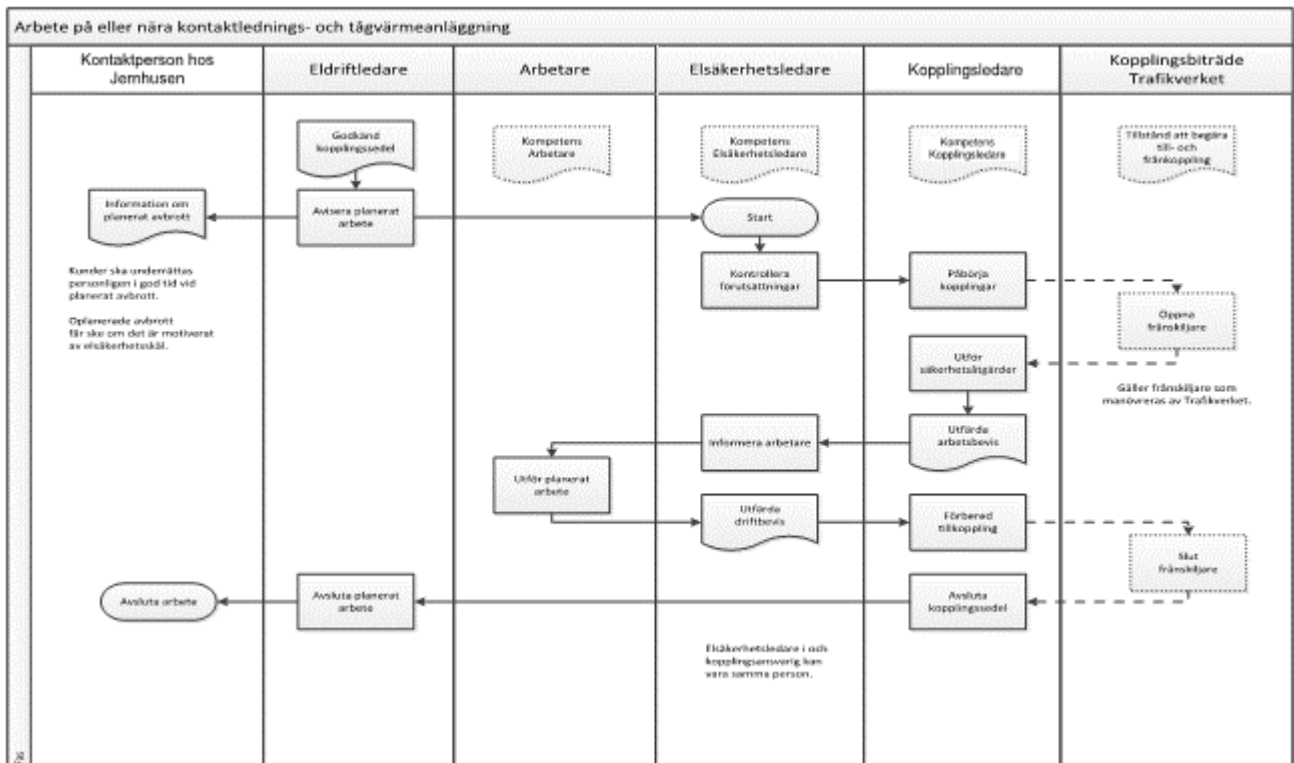 Arbete på eller nära kontaktlednings- och tågvärmeanläggning
Kontaktperson hos
Jernhusen
Eldriftledare
Arbetare
Elsäkerhetsledare
Kopplingsledare
Kopplingsbiträde
Trafikverket
Godkänd
kopplingssedel
Kompetens
Arbetare
Kompetens
Elsäkerhetsledare
Kompetens
Kopplingsledare
Tillstånd att begära
till- och
frånkoppling
Information om
planerat avbrott
Avisera planerat
arbete
Start
Kunder ska underrättas
personligen i god tid vid
planerat avbrott.
Oplanerade avbrott
får ske om det är motiverat
av elsäkerhetsskäl.
Kontrollera
förutsättningar
Påbörja
kopplingar
Öppna
frånskiljare
Utför
säkerhetsåtgärder
Gäller frånskiljare som
manövreras av Trafikverket.
Informera arbetare
Utfärda
arbetsbevis
Utför planerat
arbete
Utfärda
driftbevis
Förbered
tillkoppling
Slut
frånskiljare
Avsluta arbete
Avsluta planerat
arbete
Avsluta
kopplingssedel
Elsäkerhetsledare i och
kopplingsansvarig kan
vara samma person.